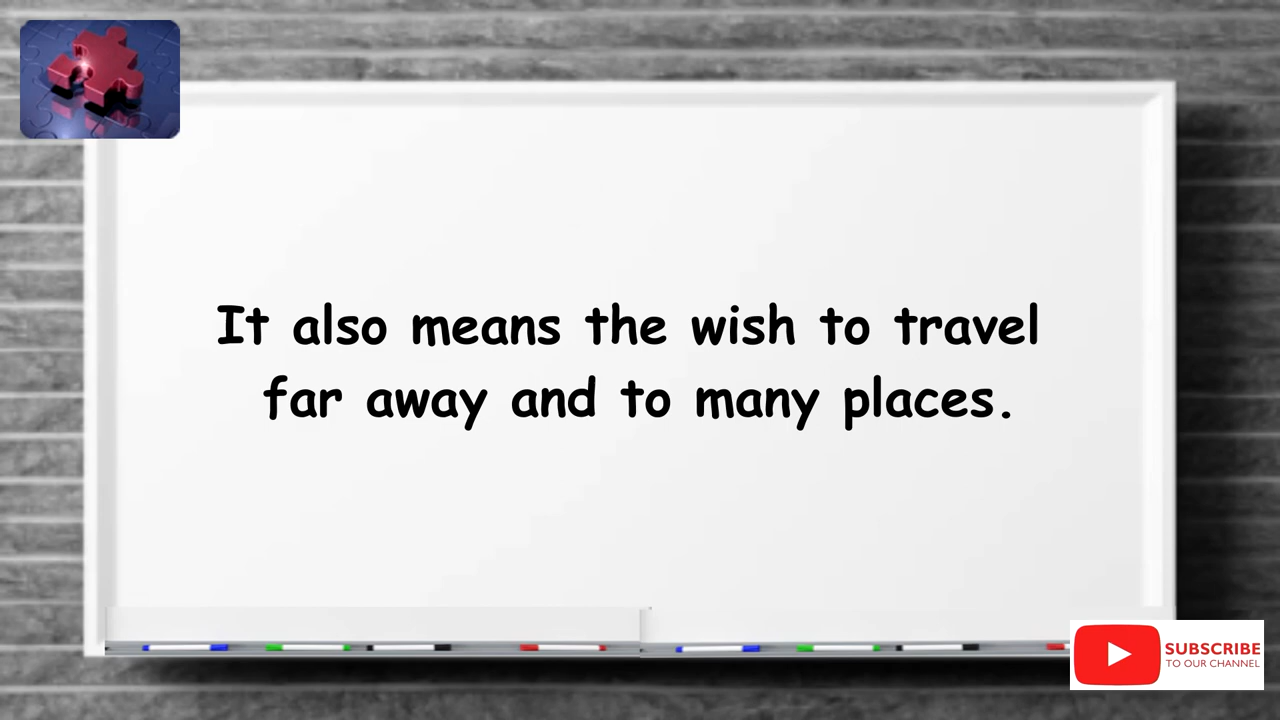 It also means the wish to travel
far away and to many places.
SUBSCRIBE
TO OUR CHANNEL